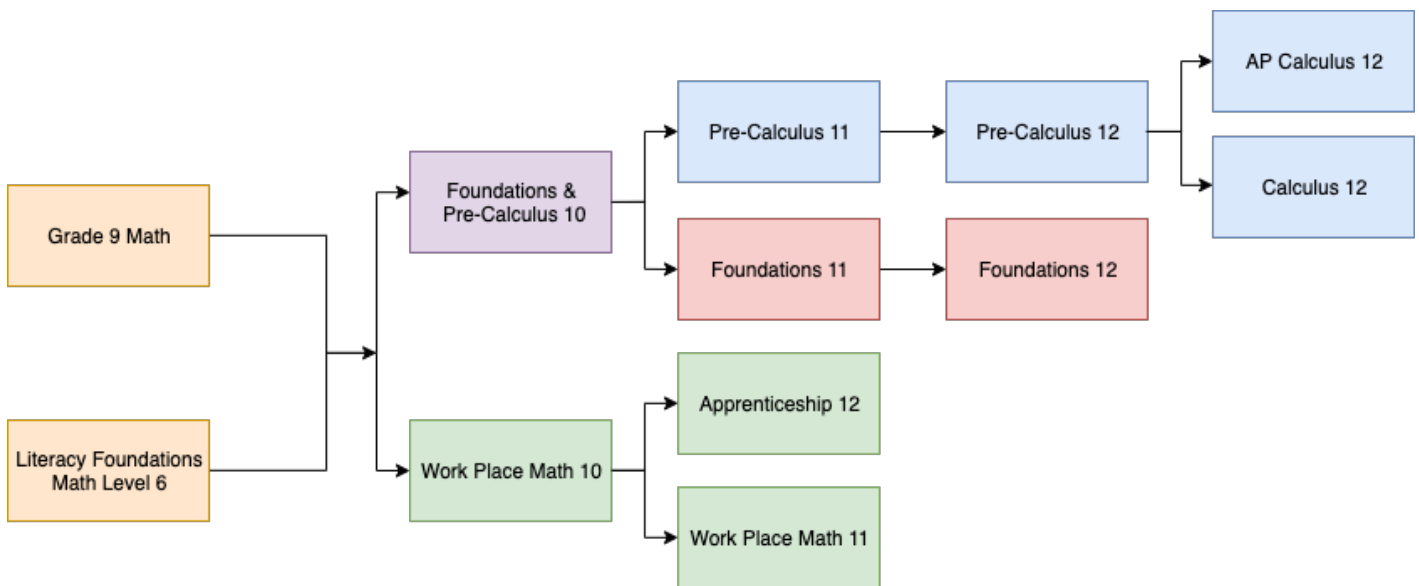 AP Calculus 12
Pre-Calculus 11
Pre-Calculus 12
Calculus 12
Foundations &
Pre-Calculus 10
Grade 9 Math
Foundations 11
Foundations 12
Apprenticeship 12
Literacy Foundations
Math Level 6
Work Place Math 10
Work Place Math 11